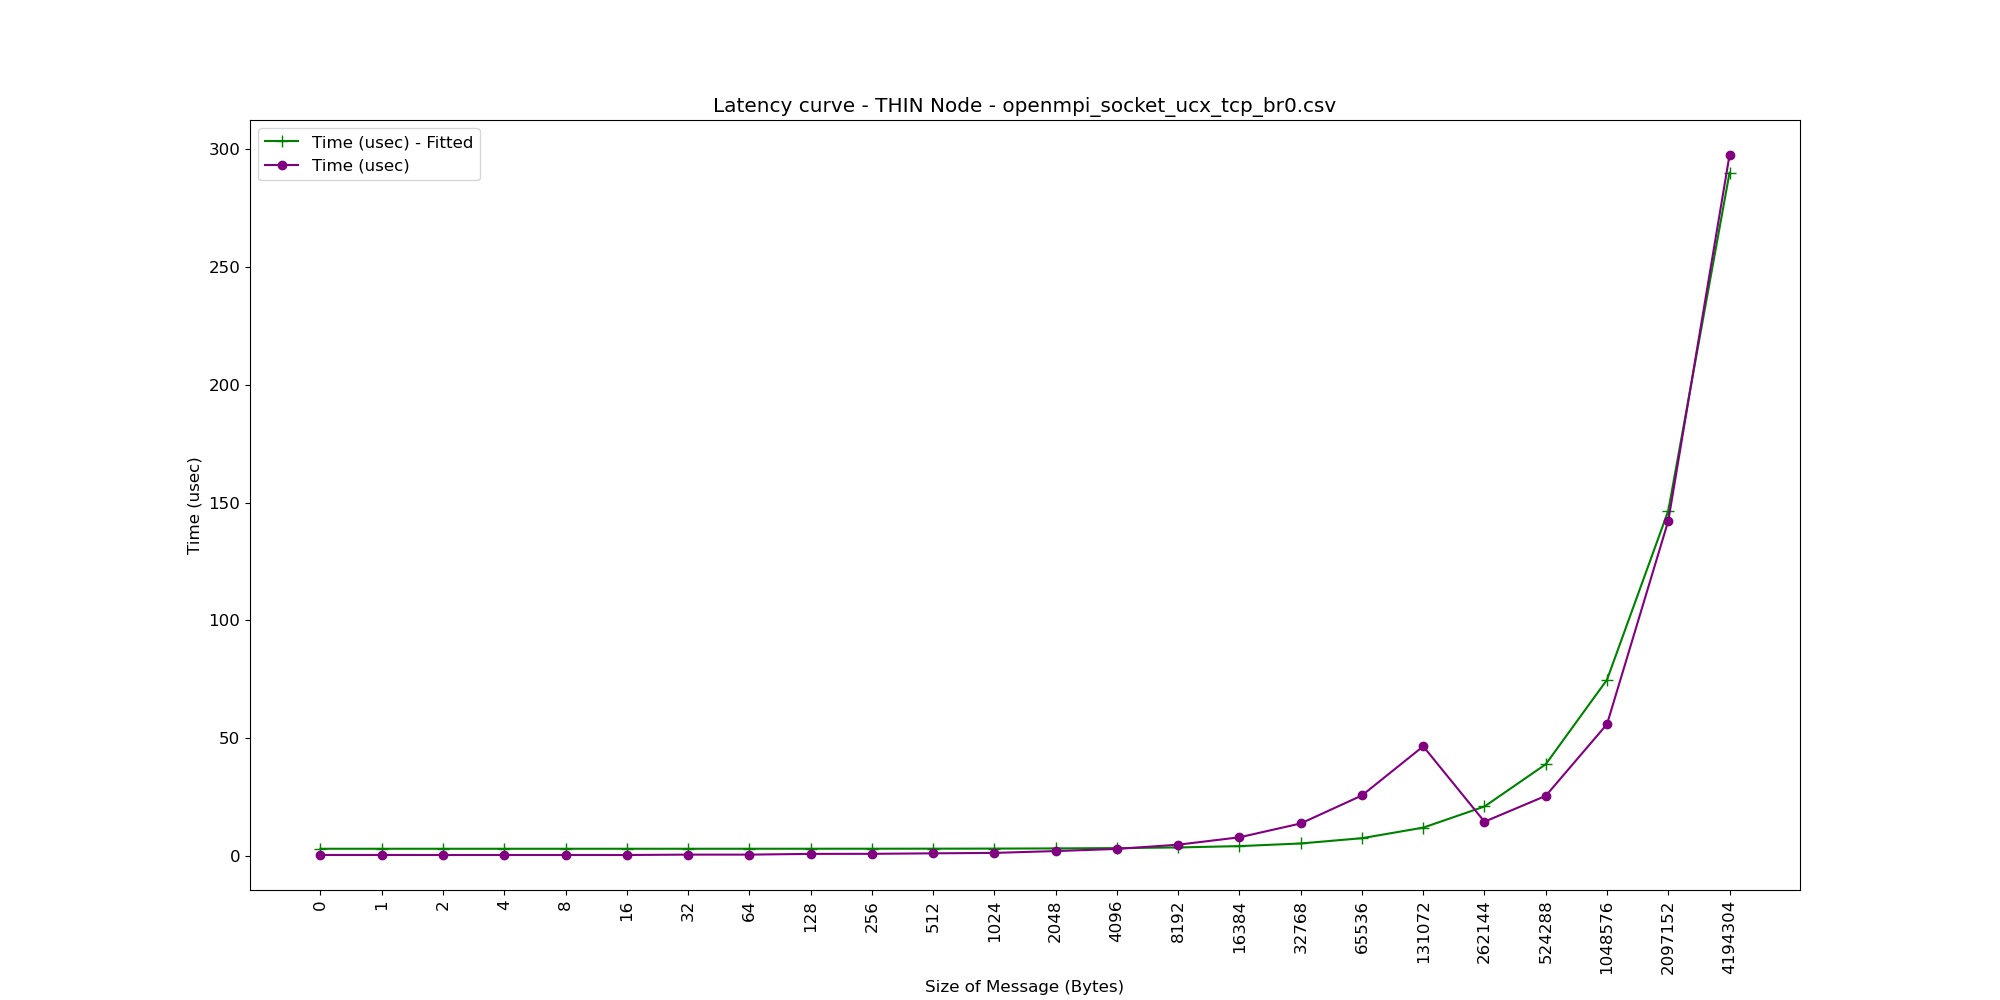 Latency curve - THIN Node - openmpi_socket_ucx_tcp_br0.csv
Time (usec) - Fitted
Time (usec)
300
250
200
150
100
50
0
Time (usec)
0 1 2 4 8 16 32 64 128 256 512 1024 2048 4096 8192 16384 32768 65536 131072 262144 524288 1048576 2097152 4194304
Size of Message (Bytes)